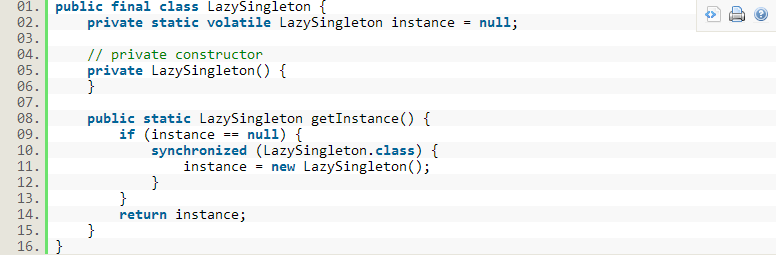 01. public final class LazySingleton {
02.     private static volatile LazySingleton instance = null;
03.
04.     // private constructor
05.     private LazySingleton() {
06.     }
07.
08.     public static LazySingleton getInstance() {
09.         if (instance == null) {
10.             synchronized (LazySingleton.class) {
11.                 instance = new LazySingleton();
12.             }
13.         }
14.         return instance;
15.     }
16. }